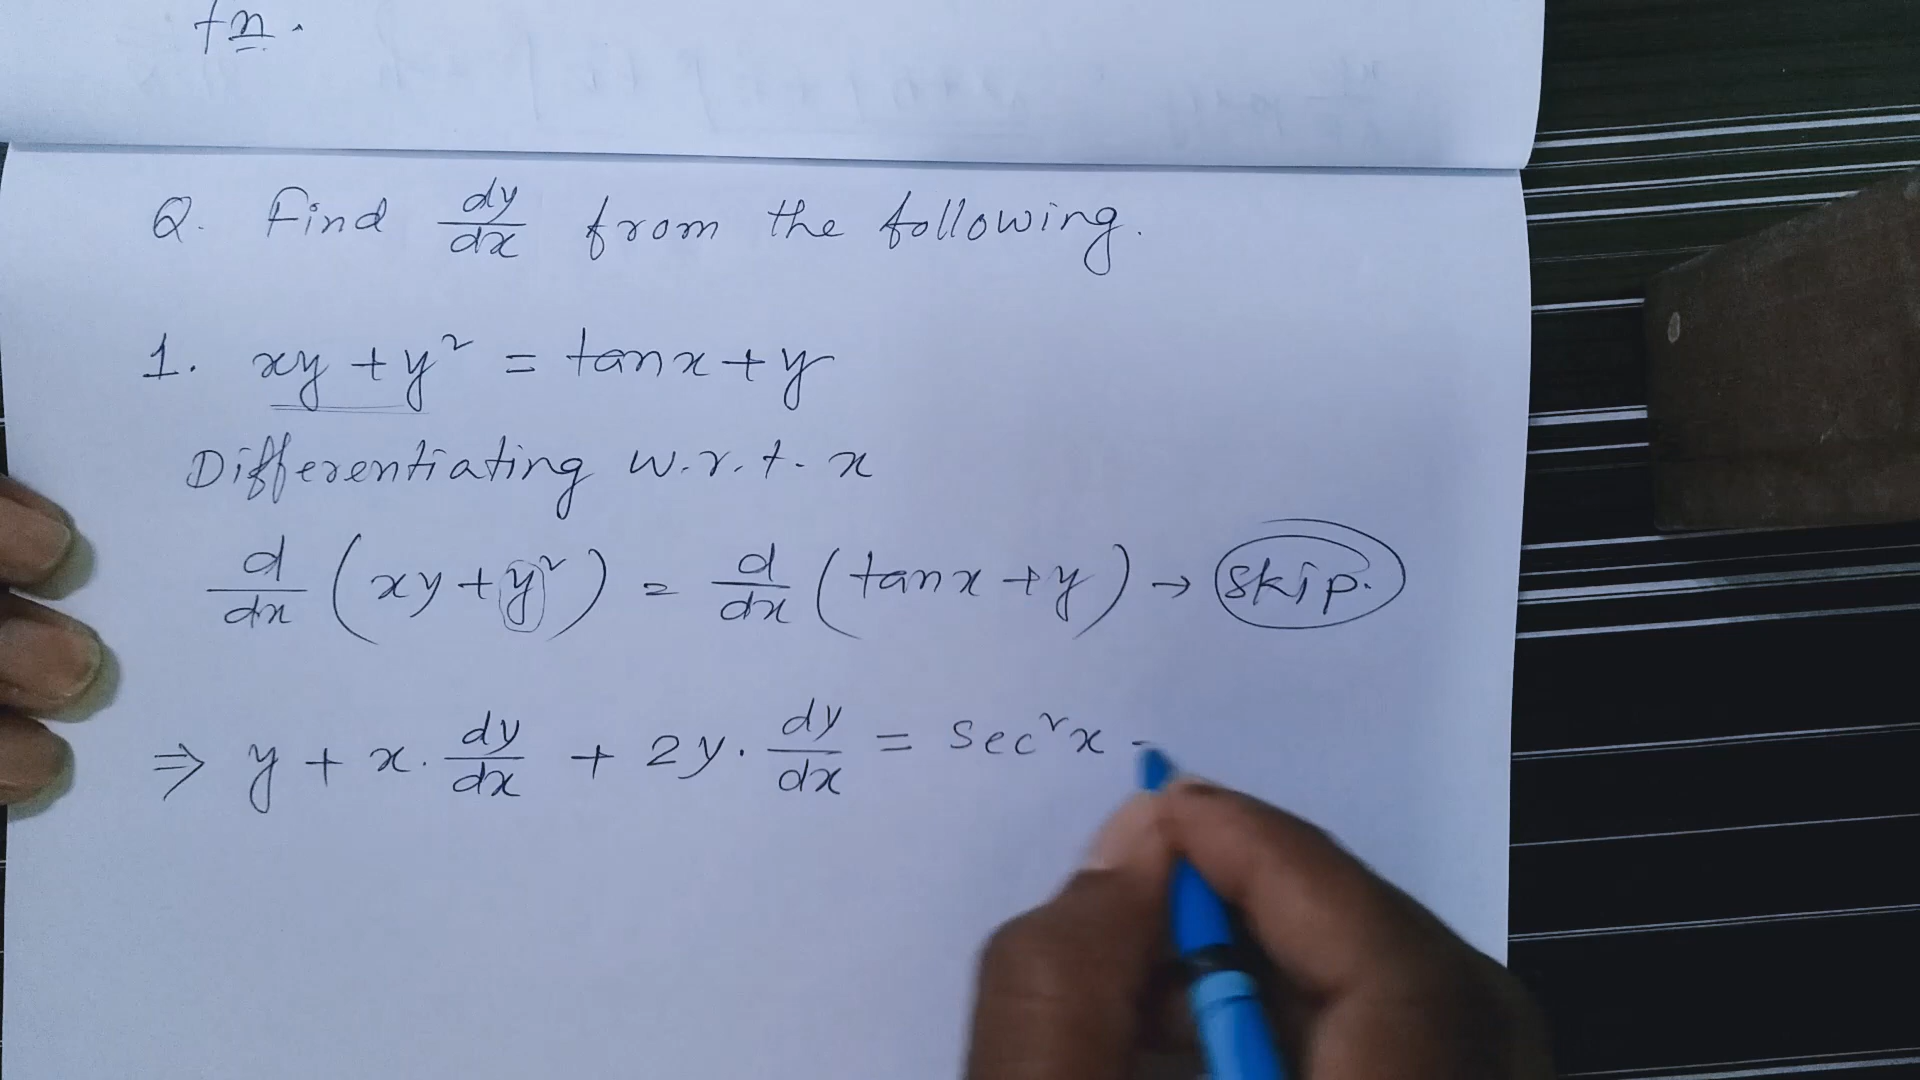 fn.
Q. Find dy/dx from the following.
1. xy + y² = tanx + y
Differentiating w.r.t. x
d/dx (xy + y²) = d/dx (tanx + y) → skip.
⇒ y + x. dy/dx + 2y. dy/dx = sec²x -